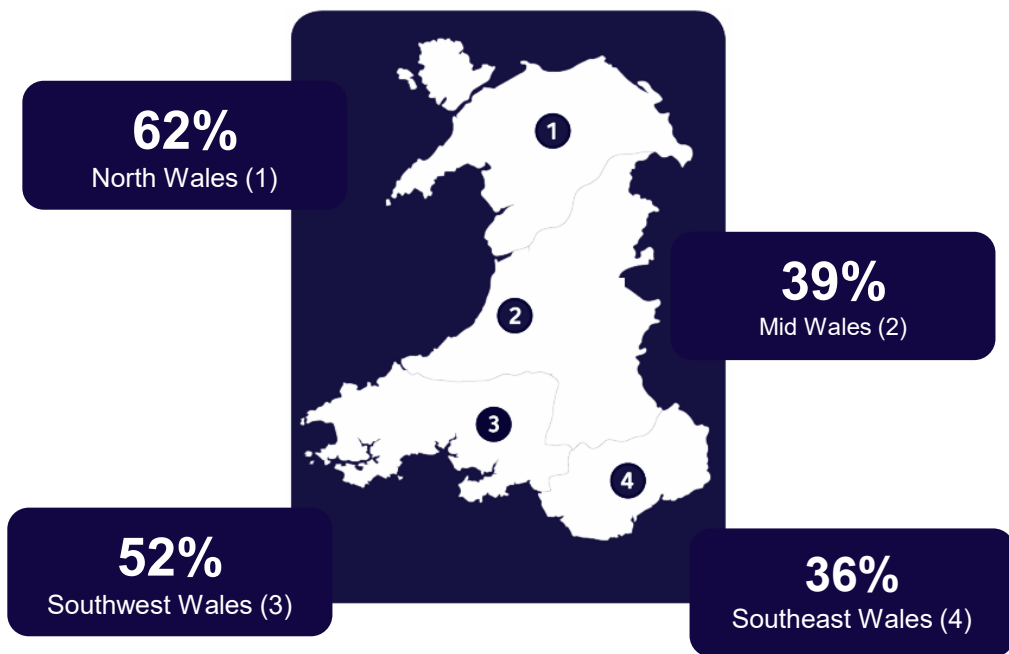 62%
North Wales (1)
1
39%
Mid Wales (2)
2
3
52%
Southwest Wales (3)
4
36%
Southeast Wales (4)